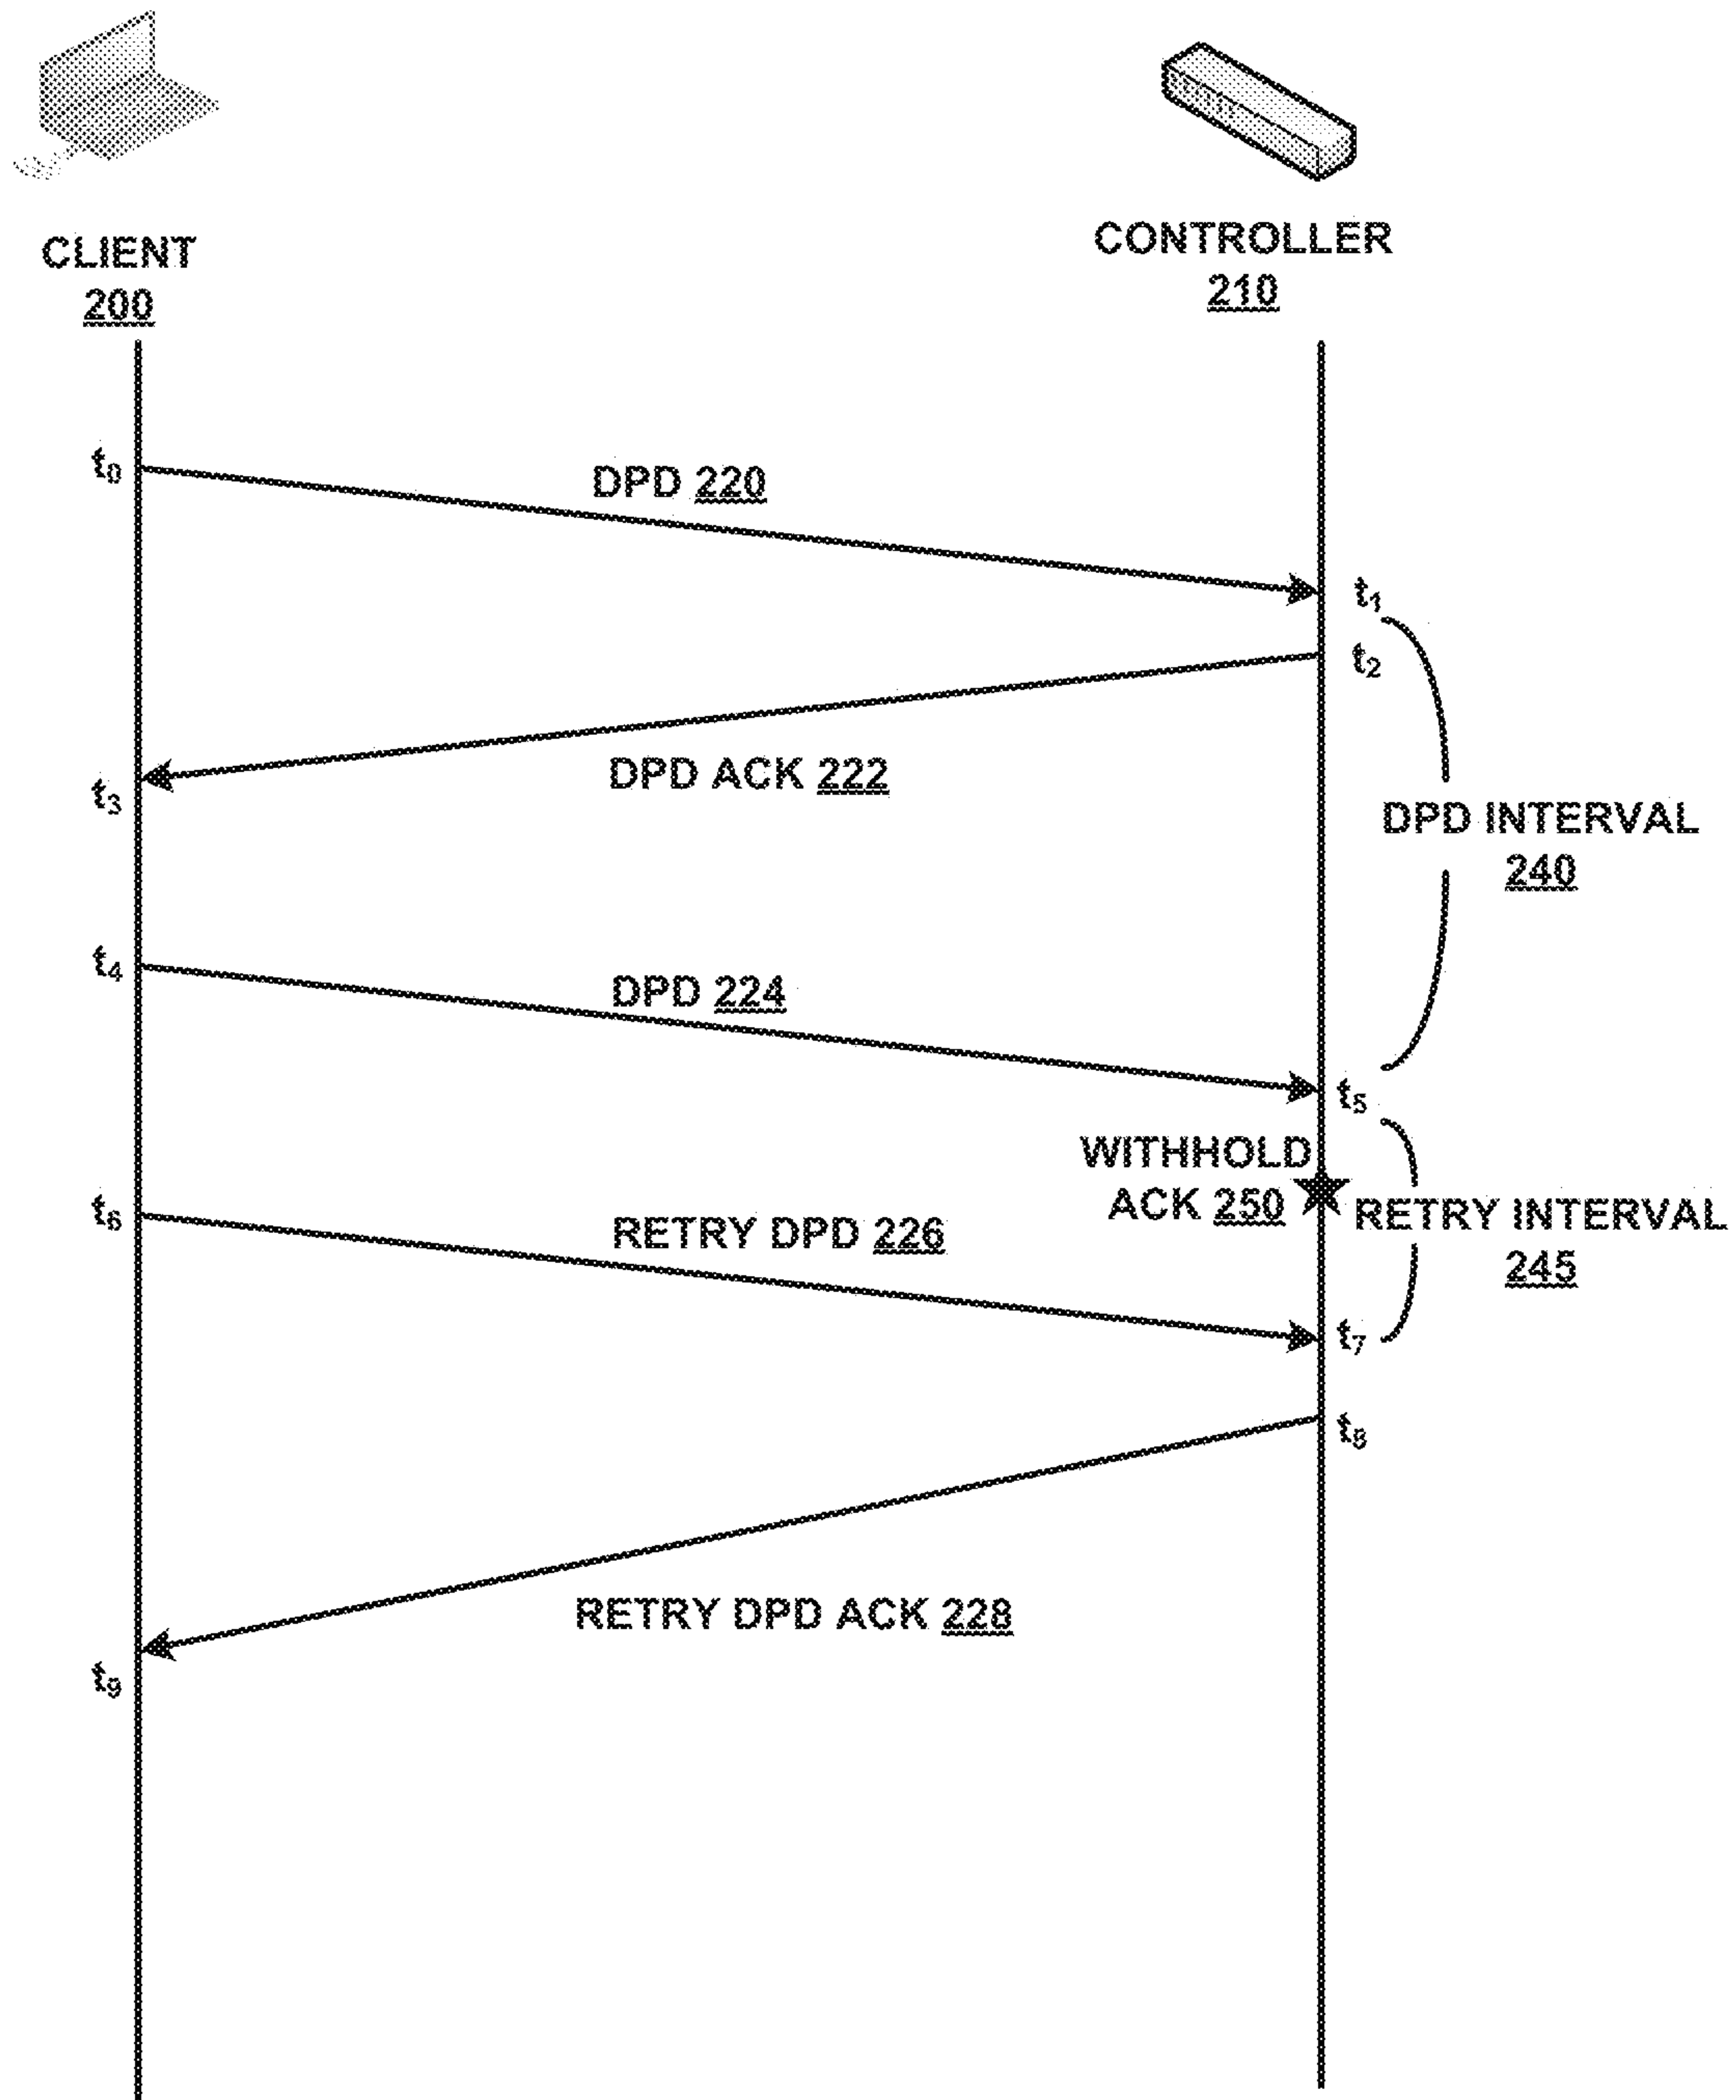 CLIENT
200
CONTROLLER
210
t0
DPD 220
t1
t2
DPD ACK 222
t3
DPD INTERVAL
240
t4
DPD 224
t5
WITHHOLD
ACK 250
RETRY INTERVAL
245
t6
RETRY DPD 226
t7
t8
RETRY DPD ACK 228
t9